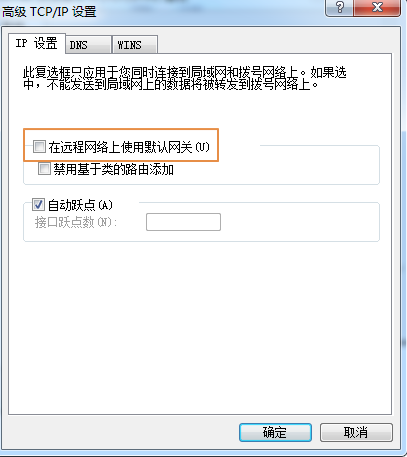 高级 TCP/IP 设置
IP 设置 DNS WINS
此复选框只应用于您同时连接到局域网和拨号网络上。如果选
中，不能发送到局域网上的数据将被转发到拨号网络上。
在远程网络上使用默认网关(U)
禁用基于类的路由添加
自动跃点(A)
接口跃点数(N):
确定 取消